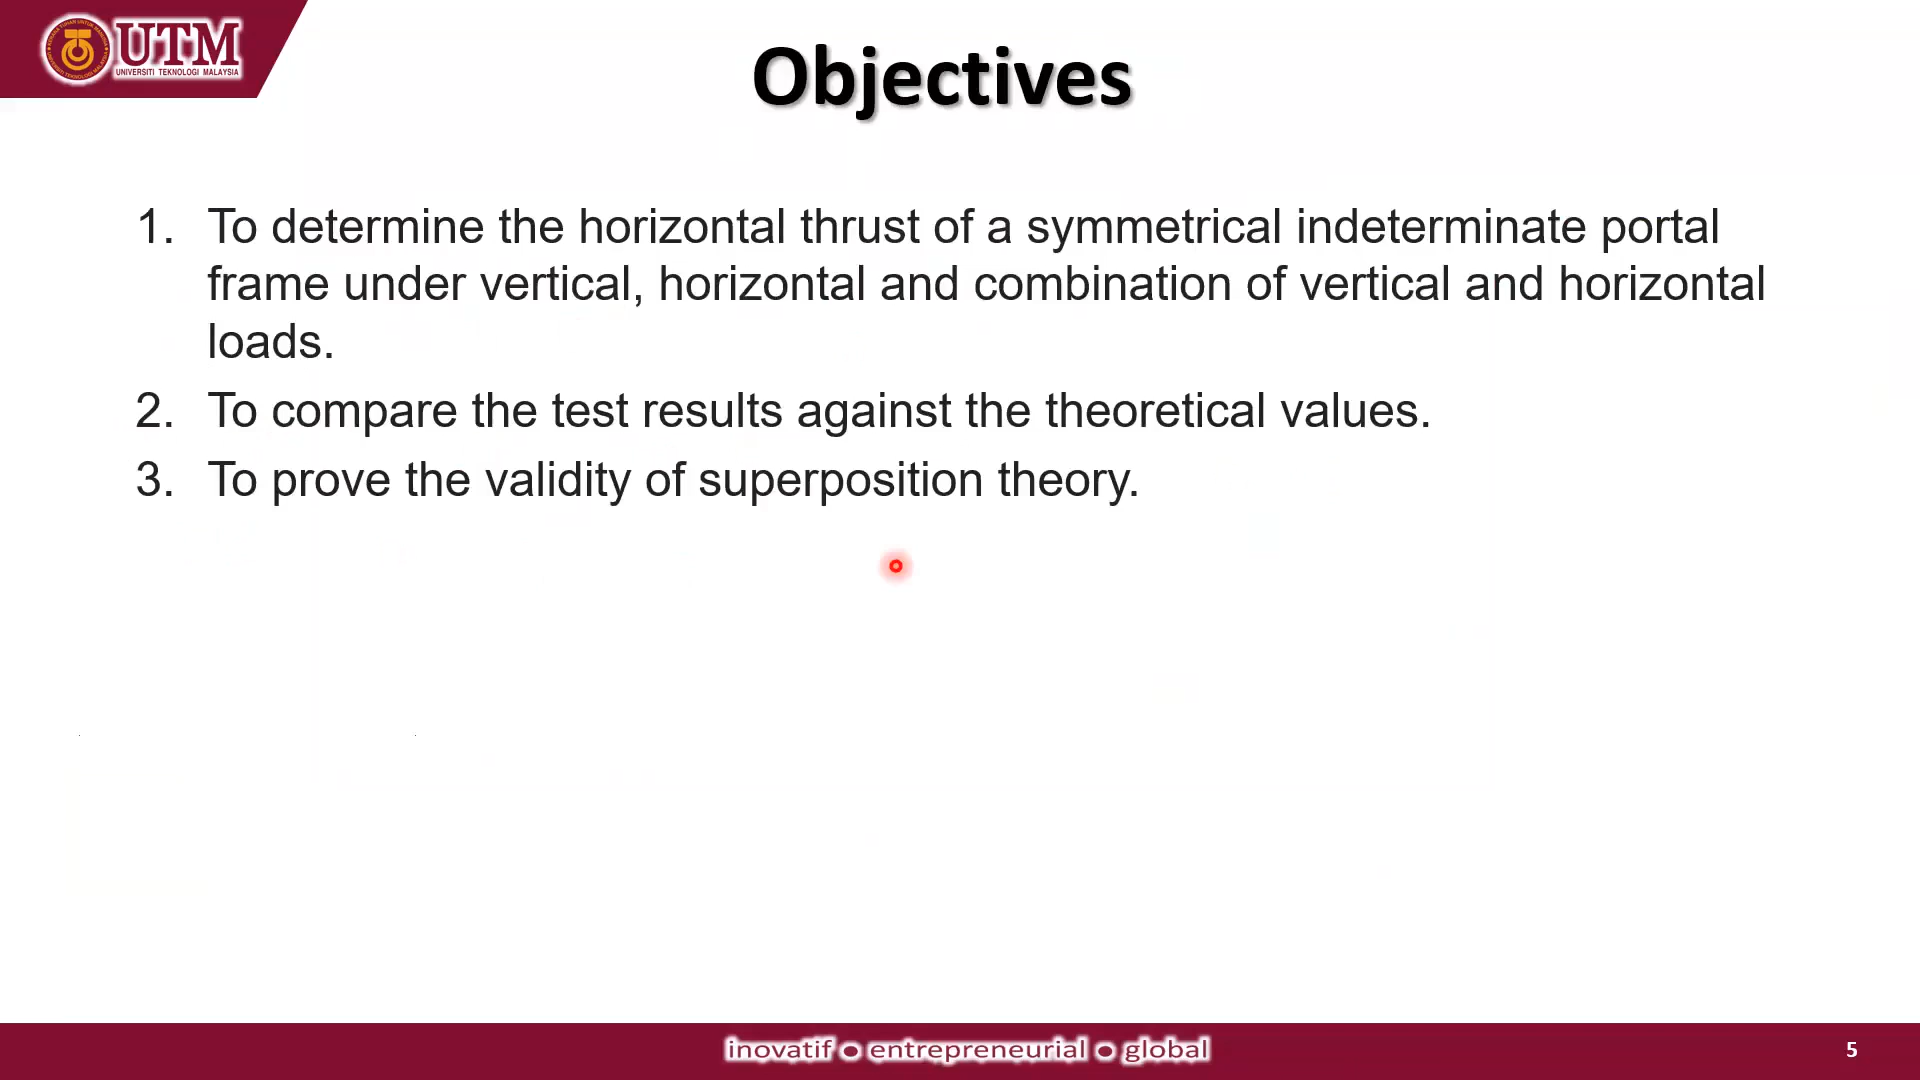 UTM
UNIVERSITI TEKNOLOGI MALAYSIA
Objectives
1. To determine the horizontal thrust of a symmetrical indeterminate portal
frame under vertical, horizontal and combination of vertical and horizontal
loads.
2. To compare the test results against the theoretical values.
3. To prove the validity of superposition theory.
inovatif ● entrepreneurial ● global
5